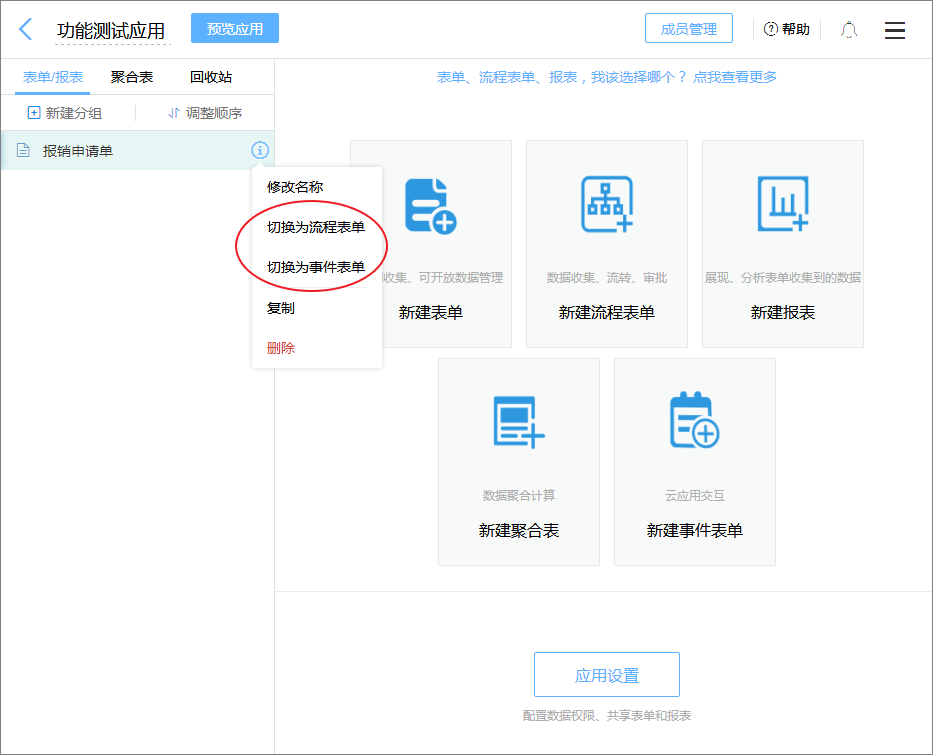 功能测试应用
预览应用
成员管理
帮助
表单/报表 聚合表 回收站
新建分组 调整顺序
报销申请单
修改名称
切换为流程表单
切换为事件表单
复制
删除
表单、流程表单、报表，我该选择哪个？ 点我查看更多
收集、可开放数据管理
新建表单
数据收集、流转、审批
新建流程表单
展现、分析表单收集到的数据
新建报表
数据聚合计算
新建聚合表
云应用交互
新建事件表单
应用设置
配置数据权限、共享表单和报表